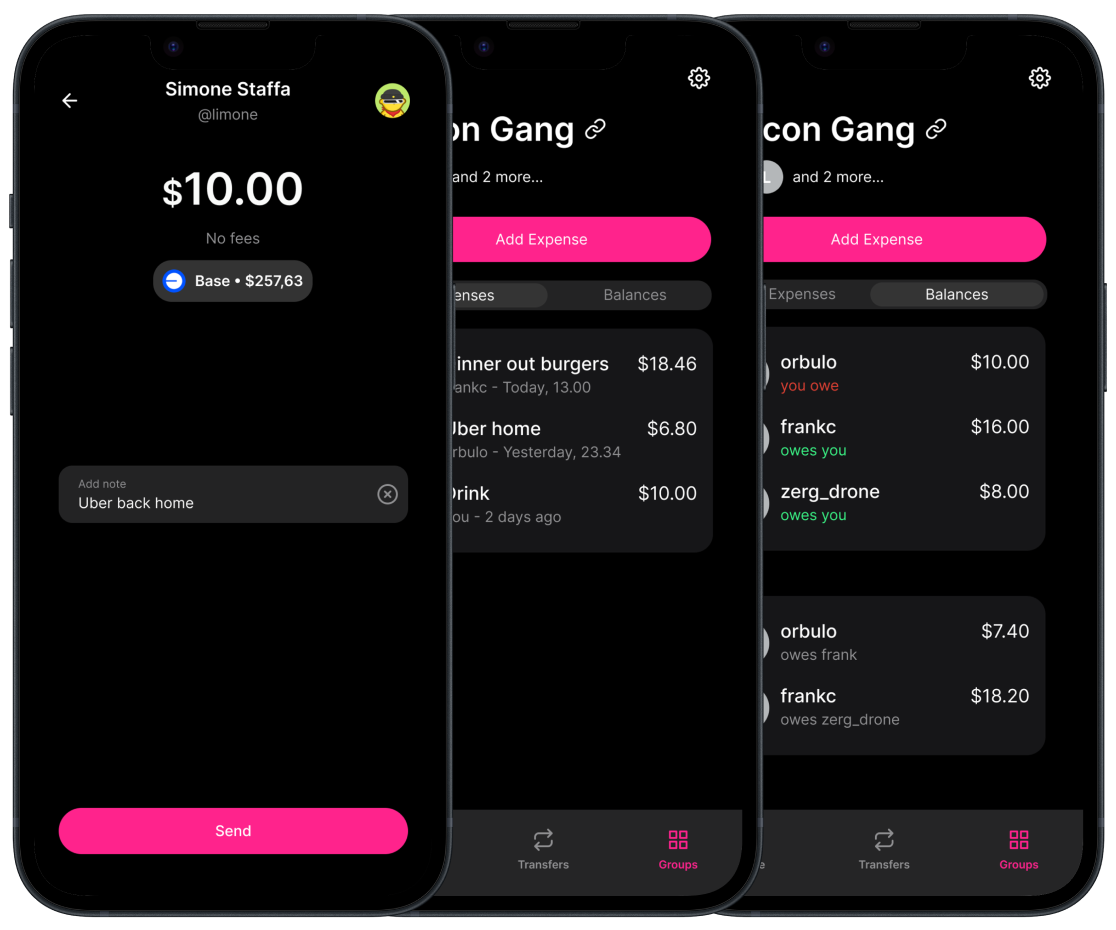 Simone Staffa
@limone
$10.00
No fees
Base • $257,63
Add note
Uber back home
Send
on Gang
and 2 more...
Add Expense
enses
Balances
inner out burgers
$18.46
ankc - Today, 13.00
Uber home
$6.80
rbulo - Yesterday, 23.34
Drink
$10.00
ou - 2 days ago
Transfers
Groups
con Gang
L
and 2 more...
Add Expense
Expenses
Balances
orbulo
$10.00
you owe
frankc
$16.00
owes you
zerg_drone
$8.00
owes you
orbulo
$7.40
owes frank
frankc
$18.20
owes zerg_drone
Transfers
Groups